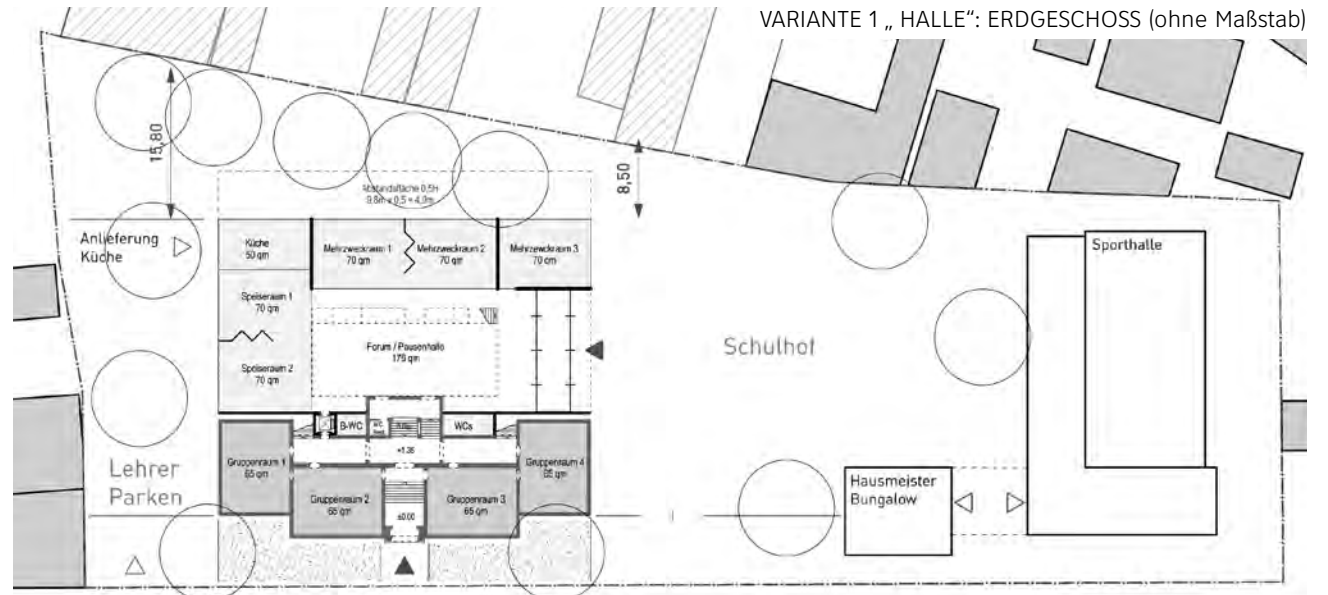 VARIANTE 1 „ HALLE“: ERDGESCHOSS (ohne Maßstab)
15,80
8,50
Abstandsfläche 0,5H
9,8m x 0,5 = 4,9m
Anlieferung
Küche
Küche
50 qm
Mehrzweckraum 1
70 qm
Mehrzweckraum 2
70 qm
Mehrzweckraum 3
70 qm
Sporthalle
Speiseraum 1
70 qm
Forum / Pausenhalle
175 qm
Schulhof
Speiseraum 2
70 qm
B-WC
WCs
+1.35
Gruppenraum 1
65 qm
Gruppenraum 4
65 qm
Lehrer
Parken
Gruppenraum 2
65 qm
Gruppenraum 3
65 qm
±0.00
Hausmeister
Bungalow